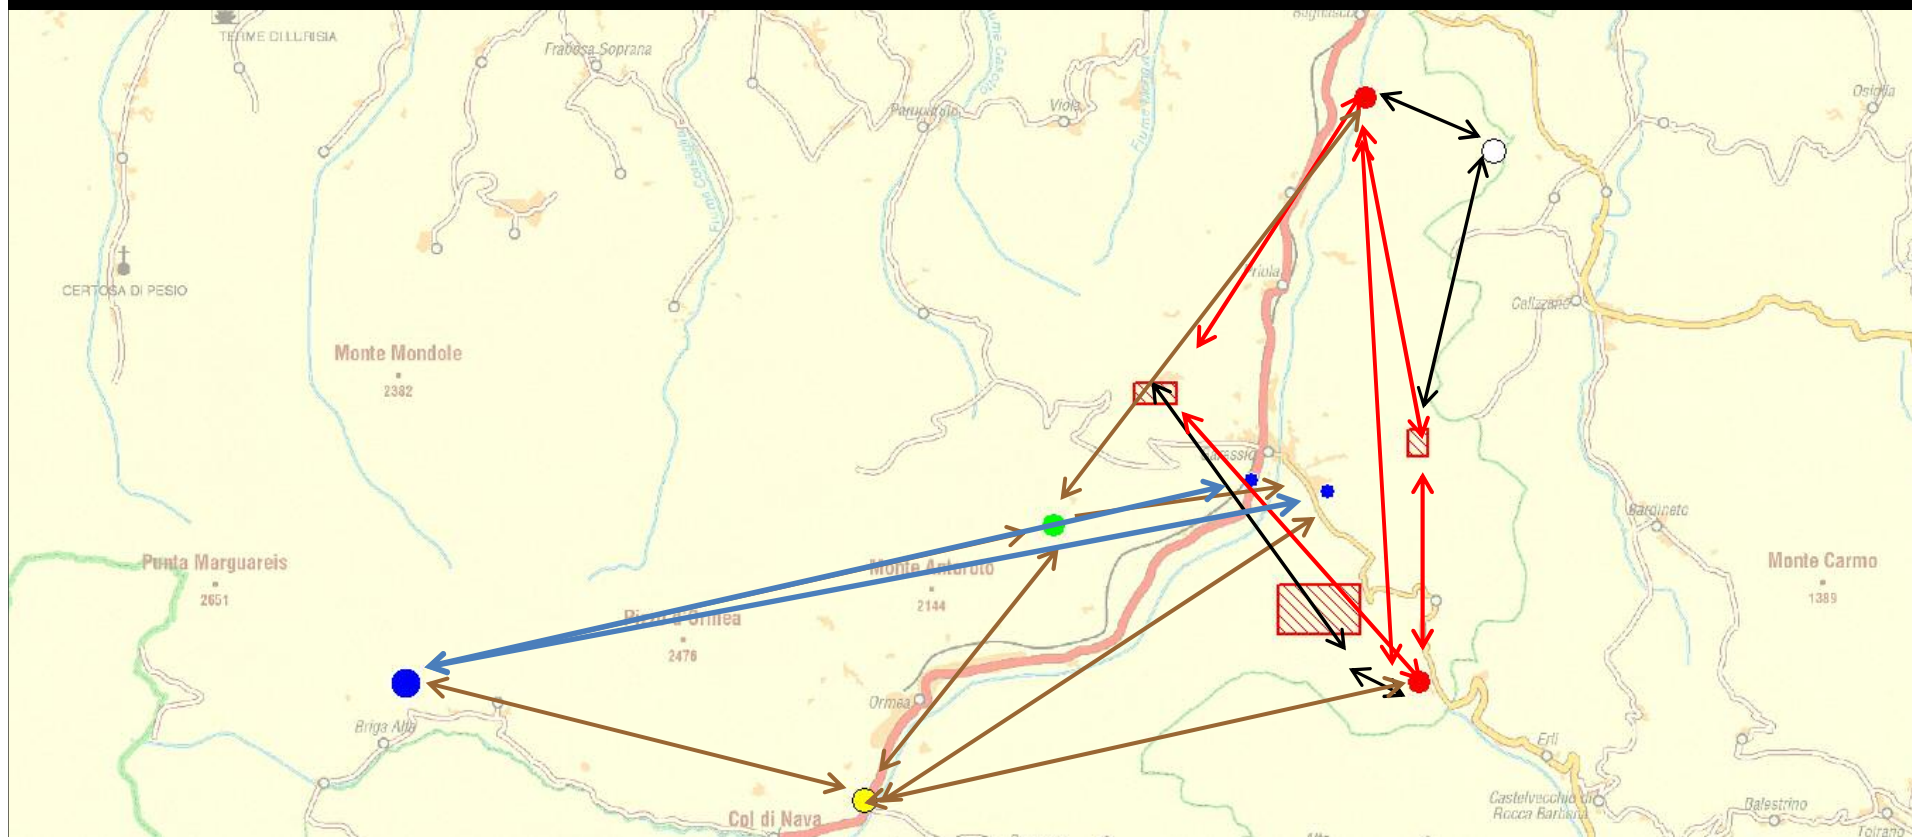 TERME DI LURISIA
Frabosa Soprana
Viola
Osiglia
CERTOSA DI PESIO
Priola
Monte Mondole
2382
Garessio
Bardineto
Punta Marguareis
2651
Monte Antoroto
2144
Monte Carmo
1389
Pizzo d'Ormea
2476
Ormea
Briga Alta
Erli
Col di Nava
Castelvecchio di
Rocca Barbena
Balestrino
Toirano